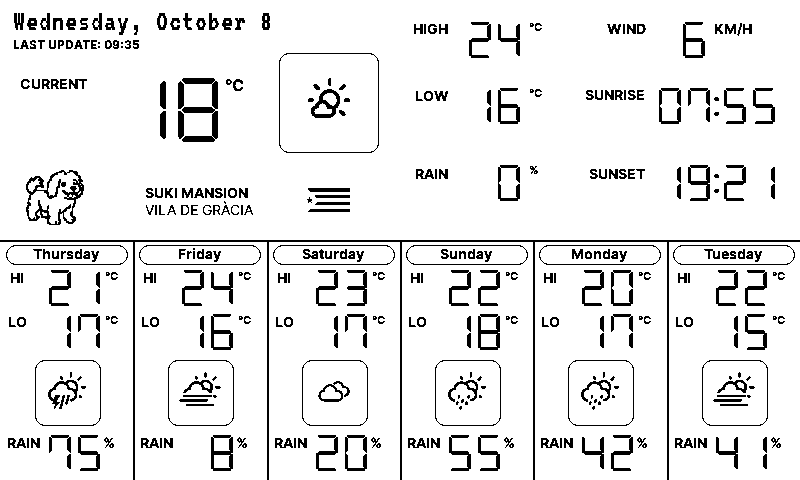 Wednesday, October 8
LAST UPDATE: 09:35
CURRENT 18 °C
SUKI MANSION
VILA DE GRÀCIA
HIGH 24 °C
LOW 16 °C
RAIN 0 %
WIND 6 KM/H
SUNRISE 07:55
SUNSET 19:21
Thursday
HI 21 °C
LO 17 °C
RAIN 75 %
Friday
HI 24 °C
LO 16 °C
RAIN 8 %
Saturday
HI 23 °C
LO 17 °C
RAIN 20 %
Sunday
HI 22 °C
LO 18 °C
RAIN 55 %
Monday
HI 20 °C
LO 17 °C
RAIN 42 %
Tuesday
HI 22 °C
LO 15 °C
RAIN 41 %